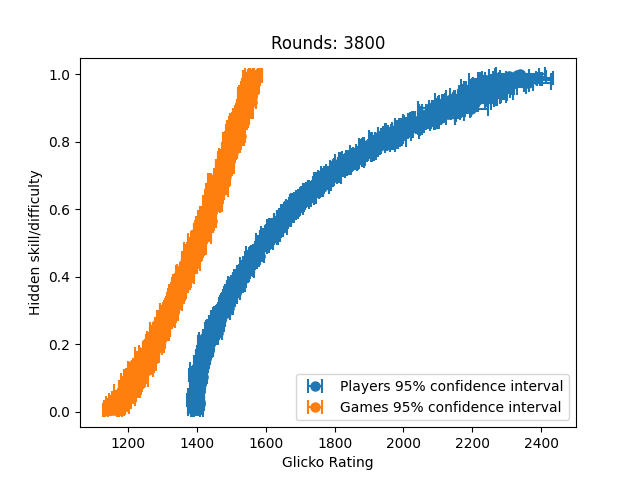 Rounds: 3800
1.0
0.8
0.6
0.4
0.2
0.0
Hidden skill/difficulty
Players 95% confidence interval
Games 95% confidence interval
1200 1400 1600 1800 2000 2200 2400
Glicko Rating